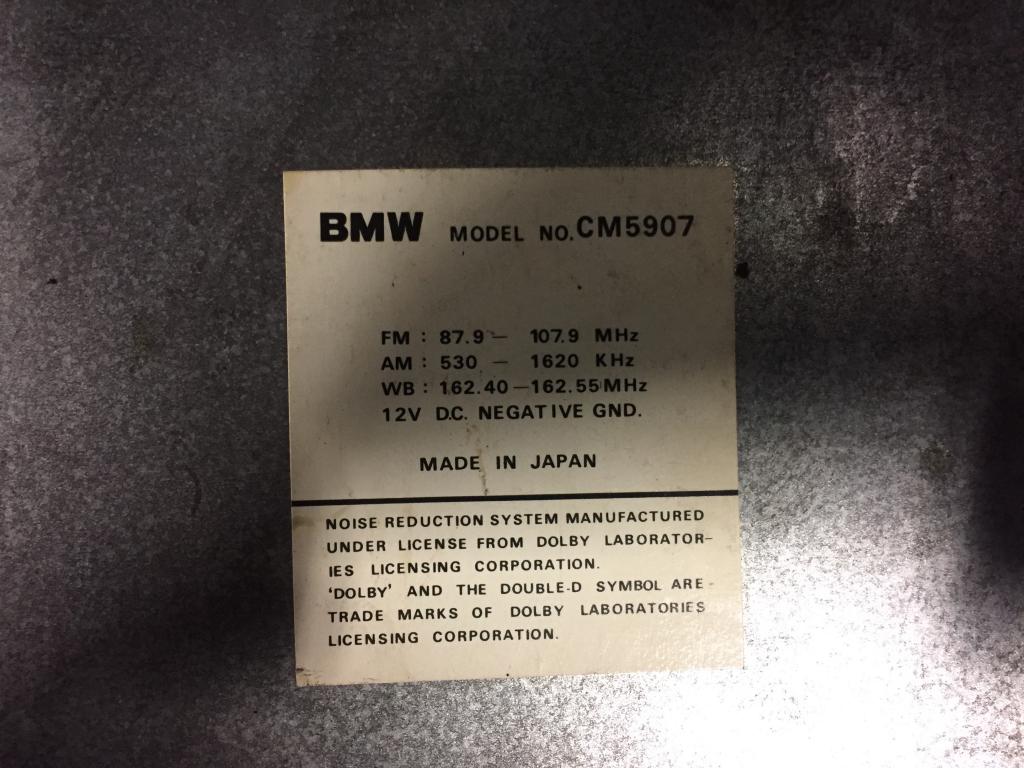 BMW MODEL NO. CM5907
FM : 87.9 — 107.9 MHz
AM : 530 — 1620 KHz
WB : 162.40—162.55 MHz
12V D.C. NEGATIVE GND.
MADE IN JAPAN
NOISE REDUCTION SYSTEM MANUFACTURED
UNDER LICENSE FROM DOLBY LABORATOR-
IES LICENSING CORPORATION.
'DOLBY' AND THE DOUBLE-D SYMBOL ARE
TRADE MARKS OF DOLBY LABORATORIES
LICENSING CORPORATION.